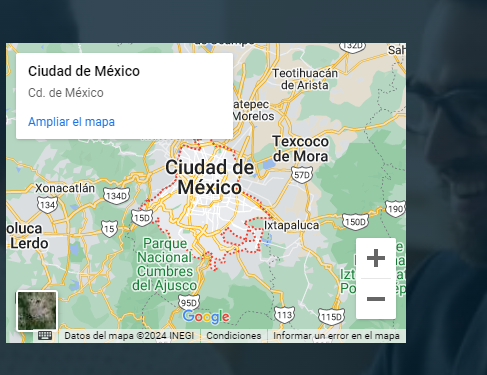 Ciudad de México
Cd. de México
Ampliar el mapa
132D
Teotihuacán
de Arista
Sah
atepec
Morelos
Texcoco
de Mora
57D
Ciudad de
México
Xonacatlán
134
134D
15D
15
oluca
Lerdo
Ixtapaluca
150D
190
Parque
Nacional
Cumbres
del Ajusco
95D
Google
113
115D
Datos del mapa ©2024 INEGI
Condiciones
Informar un error en el mapa